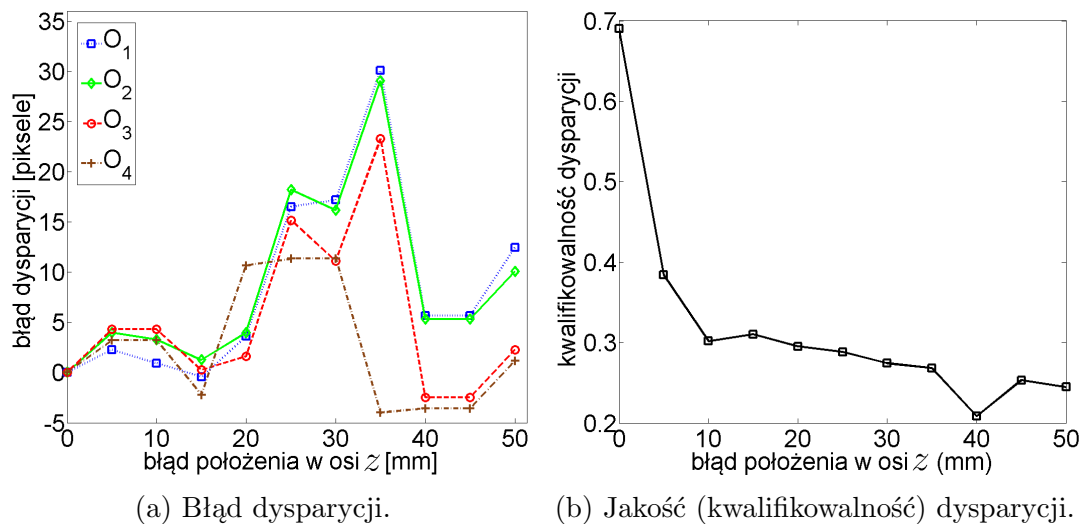 35
30
25
20
15
10
5
0
-5
0 10 20 30 40 50
błąd dysparycji [piksele]
błąd położenia w osi z [mm]
O1
O2
O3
O4
(a) Błąd dysparycji.
0.7
0.6
0.5
0.4
0.3
0.2
0 10 20 30 40 50
kwalifikowalność dysparycji
błąd położenia w osi z (mm)
(b) Jakość (kwalifikowalność) dysparycji.